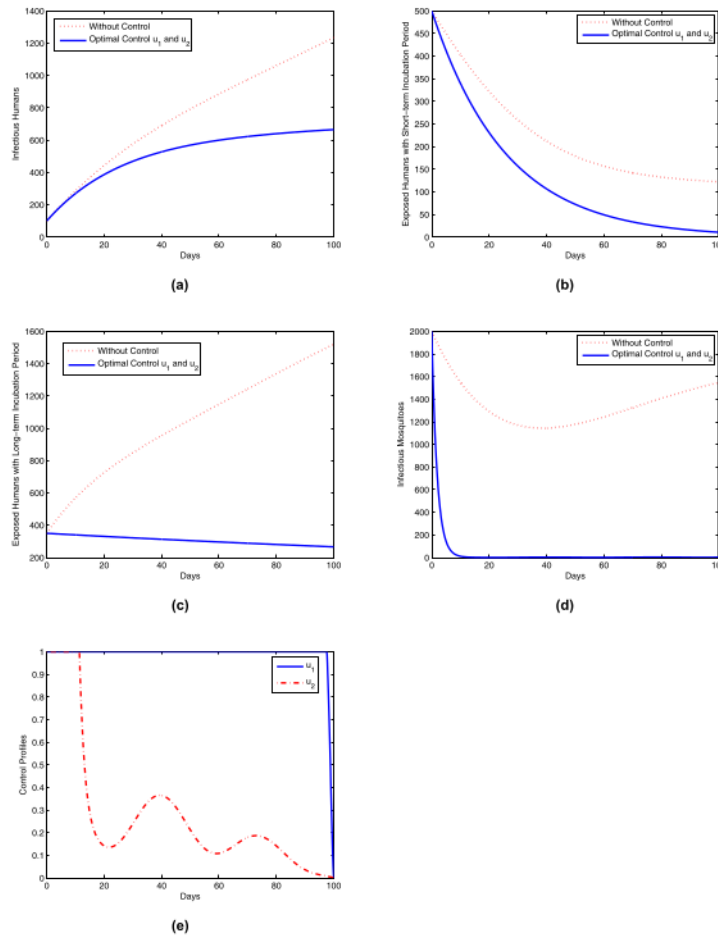 1400
1200
1000
800
600
400
200
0
0 20 40 60 80 100
Infectious Humans
Days
Without Control
Optimal Control u1 and u2
(a)
500
450
400
350
300
250
200
150
100
50
0
0 20 40 60 80 100
Exposed Humans with Short-term Incubation Period
Days
Without Control
Optimal Control u1 and u2
(b)
1600
1400
1200
1000
800
600
400
200
0 20 40 60 80 100
Exposed Humans with Long-term Incubation Period
Days
Without Control
Optimal Control u1 and u2
(c)
2000
1800
1600
1400
1200
1000
800
600
400
200
0
0 20 40 60 80 100
Infectious Mosquitoes
Days
Without Control
Optimal Control u1 and u2
(d)
1
0.9
0.8
0.7
0.6
0.5
0.4
0.3
0.2
0.1
0
0 20 40 60 80 100
Control Profiles
Days
u1
u2
(e)